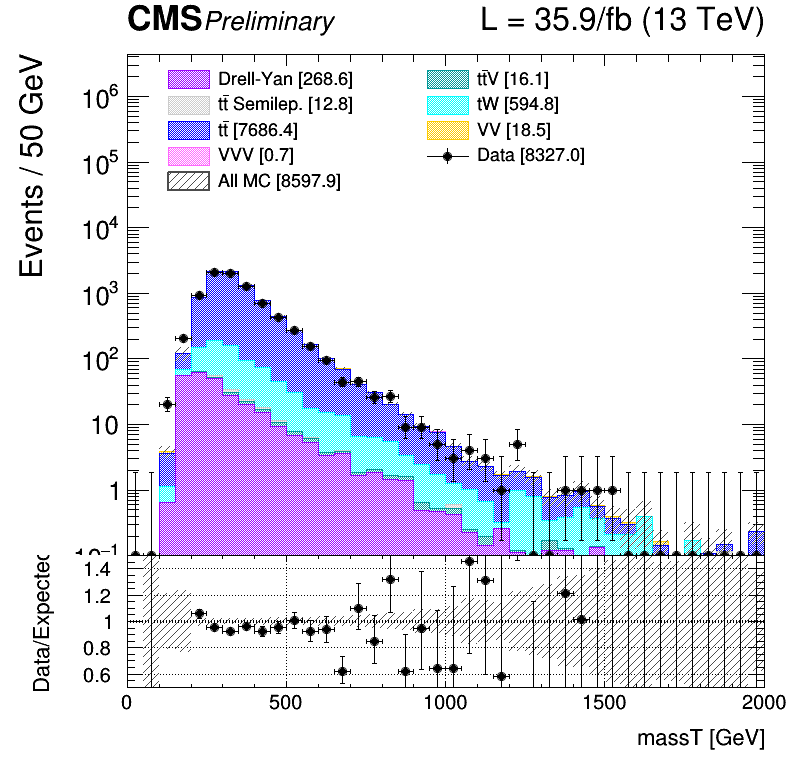 CMS Preliminary L = 35.9/fb (13 TeV)
Events / 50 GeV
Drell-Yan [268.6]
tt̄ Semilep. [12.8]
tt̄ [7686.4]
VVV [0.7]
All MC [8597.9]
tt̄V [16.1]
tW [594.8]
VV [18.5]
Data [8327.0]
10⁶
10⁵
10⁴
10³
10²
10
1
10⁻¹
Data/Expected
1.4
1.2
1
0.8
0.6
0 500 1000 1500 2000
massT [GeV]